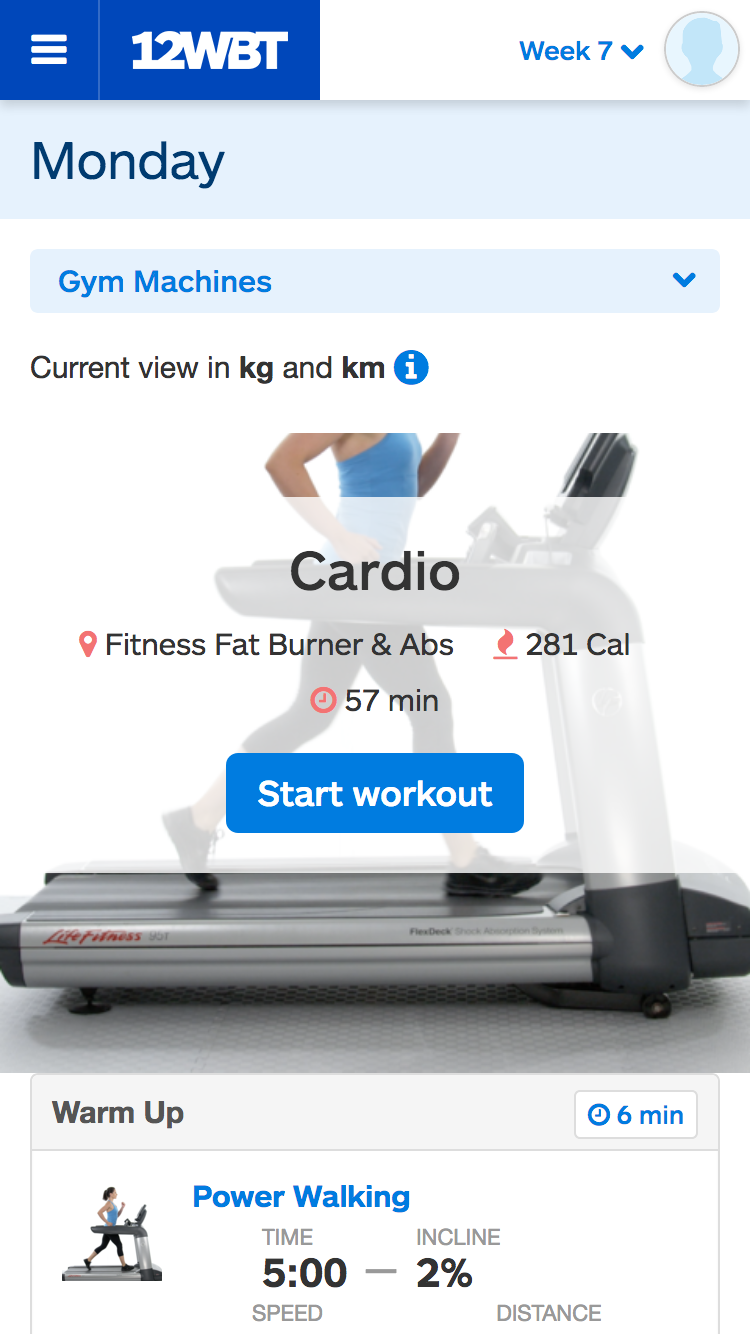 12WBT
Week 7
Monday
Gym Machines
Current view in kg and km
Cardio
Fitness Fat Burner & Abs 281 Cal
57 min
Start workout
LifeFitness 95T FlexDeck Shock Absorption System
Warm Up 6 min
Power Walking
TIME INCLINE
5:00 — 2%
SPEED DISTANCE